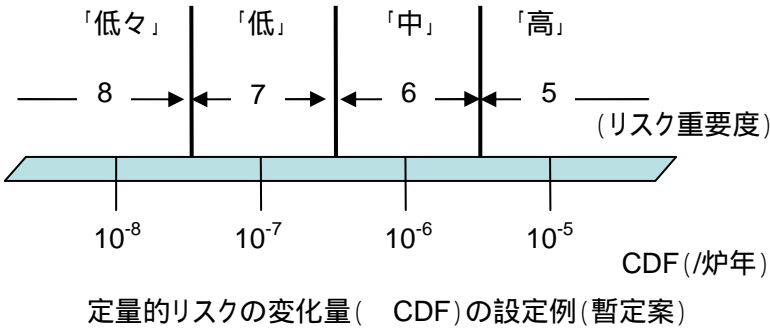 「低々」 「低」 「中」 「高」
8 7 6 5
(リスク重要度)
10-8 10-7 10-6 10-5
CDF(/炉年)
定量的リスクの変化量( CDF)の設定例(暫定案)